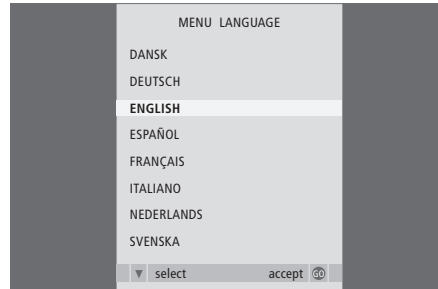 MENU LANGUAGE
DANSK
DEUTSCH
ENGLISH
ESPAÑOL
FRANÇAIS
ITALIANO
NEDERLANDS
SVENSKA
▼ select accept GO